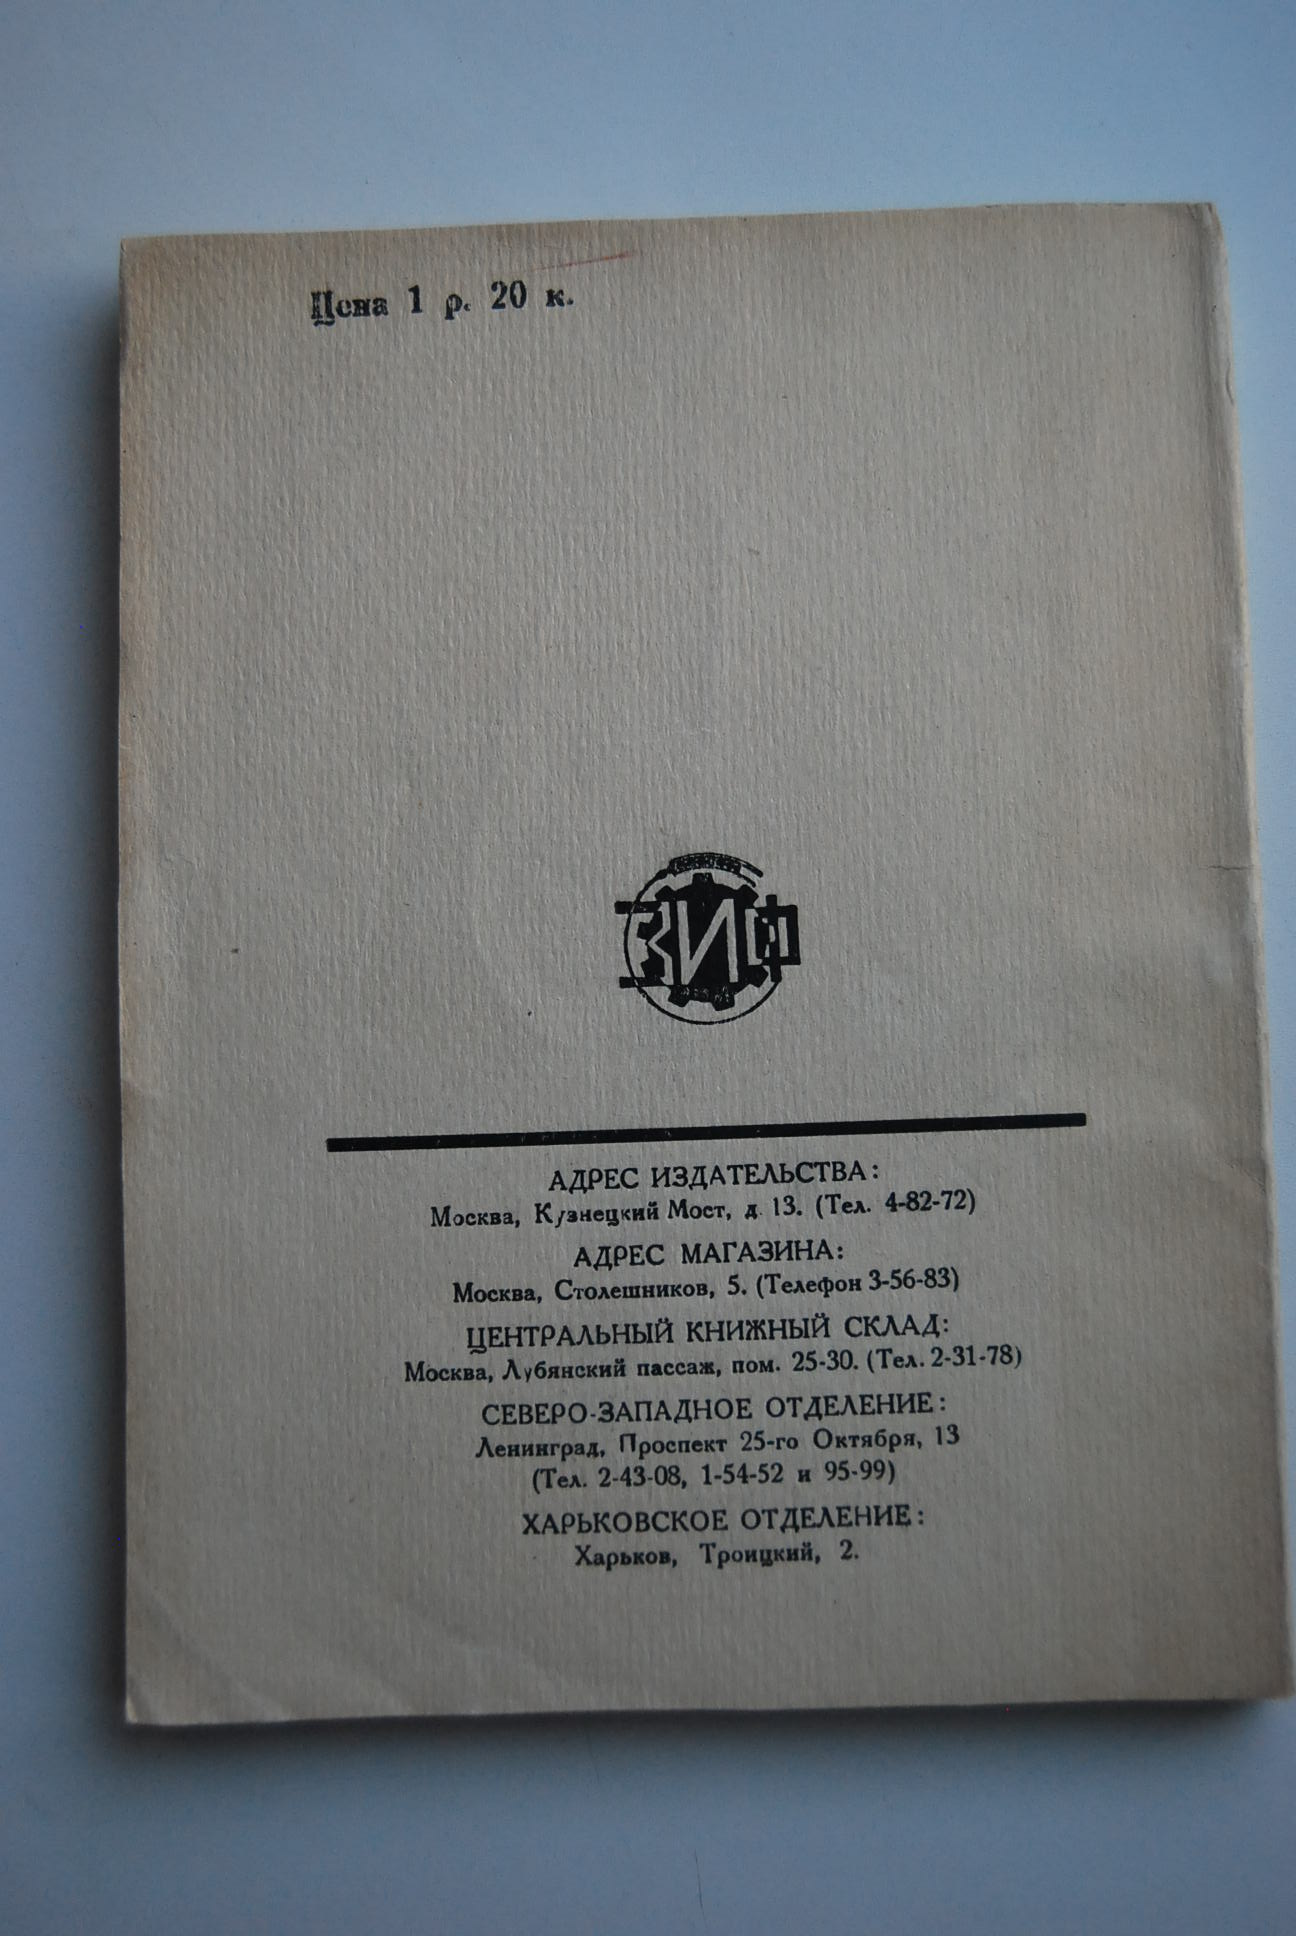 Цена 1 р. 20 к.
ЗИФ
АДРЕС ИЗДАТЕЛЬСТВА:
Москва, Кузнецкий Мост, д. 13. (Тел. 4-82-72)
АДРЕС МАГАЗИНА:
Москва, Столешников, 5. (Телефон 3-56-83)
ЦЕНТРАЛЬНЫЙ КНИЖНЫЙ СКЛАД:
Москва, Лубянский пассаж, пом. 25-30. (Тел. 2-31-78)
СЕВЕРО-ЗАПАДНОЕ ОТДЕЛЕНИЕ:
Ленинград, Проспект 25-го Октября, 13
(Тел. 2-43-08, 1-54-52 и 95-99)
ХАРЬКОВСКОЕ ОТДЕЛЕНИЕ:
Харьков, Троицкий, 2.